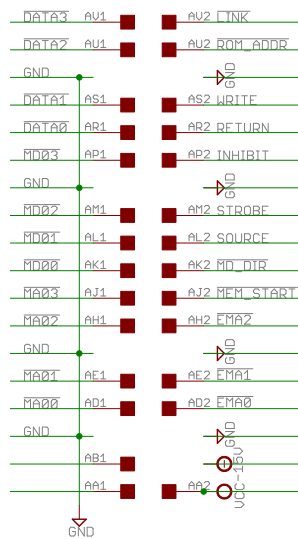 DATA3 AV1 AV2 LINK
DATA2 AU1 AU2 ROM_ADDR
GND GND
DATA1 AS1 AS2 WRITE
DATA0 AR1 AR2 RETURN
MD03 AP1 AP2 INHIBIT
GND GND
MD02 AM1 AM2 STROBE
MD01 AL1 AL2 SOURCE
MD00 AK1 AK2 MD_DIR
MA03 AJ1 AJ2 MEM_START
MA02 AH1 AH2 EMA2
GND GND
MA01 AE1 AE2 EMA1
MA00 AD1 AD2 EMA0
GND GND
AB1
AA1 AA2 VCC-15V
GND